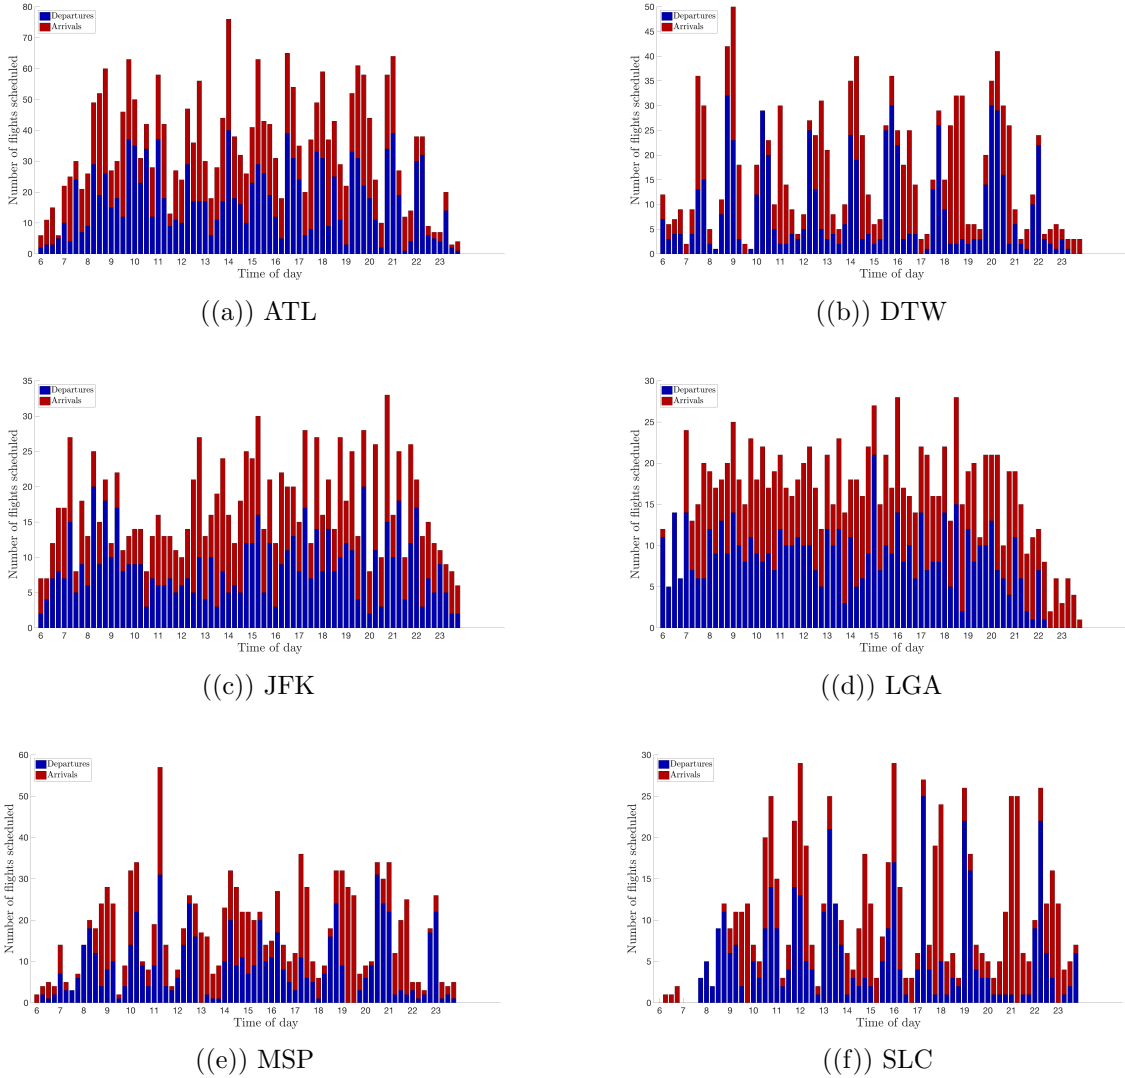 Departures
Arrivals
Number of flights scheduled
80
70
60
50
40
30
20
10
0
6 7 8 9 10 11 12 13 14 15 16 17 18 19 20 21 22 23
Time of day
((a)) ATL
Departures
Arrivals
Number of flights scheduled
50
45
40
35
30
25
20
15
10
5
0
6 7 8 9 10 11 12 13 14 15 16 17 18 19 20 21 22 23
Time of day
((b)) DTW
Departures
Arrivals
Number of flights scheduled
35
30
25
20
15
10
5
0
6 7 8 9 10 11 12 13 14 15 16 17 18 19 20 21 22 23
Time of day
((c)) JFK
Departures
Arrivals
Number of flights scheduled
30
25
20
15
10
5
0
6 7 8 9 10 11 12 13 14 15 16 17 18 19 20 21 22 23
Time of day
((d)) LGA
Departures
Arrivals
Number of flights scheduled
60
50
40
30
20
10
0
6 7 8 9 10 11 12 13 14 15 16 17 18 19 20 21 22 23
Time of day
((e)) MSP
Departures
Arrivals
Number of flights scheduled
30
25
20
15
10
5
0
6 7 8 9 10 11 12 13 14 15 16 17 18 19 20 21 22 23
Time of day
((f)) SLC